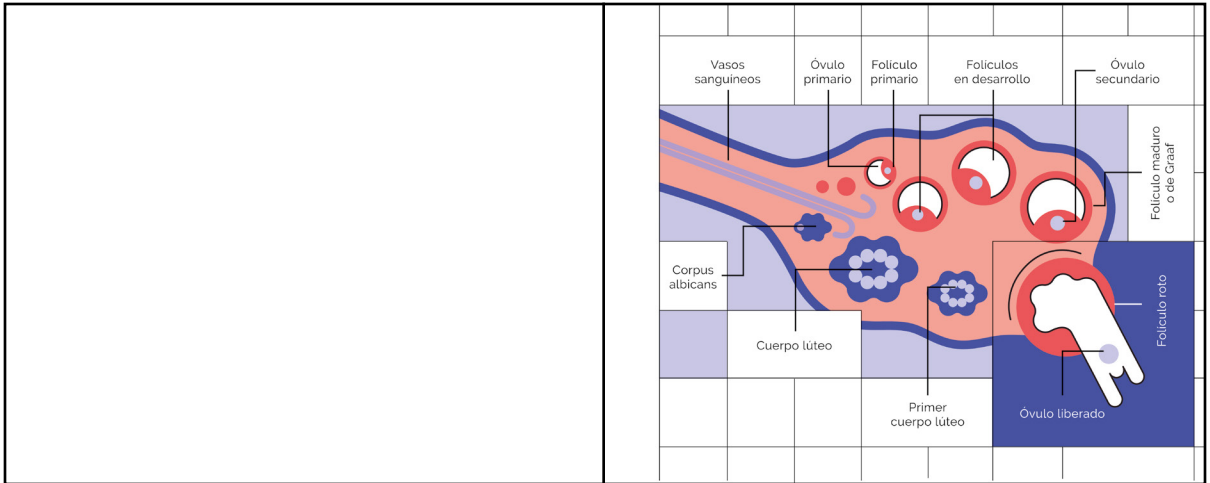 Vasos
sanguíneos
Óvulo
primario
Folículo
primario
Folículos
en desarrollo
Óvulo
secundario
Folículo maduro
o de Graaf
Corpus
albicans
Folículo roto
Cuerpo lúteo
Primer
cuerpo lúteo
Óvulo liberado